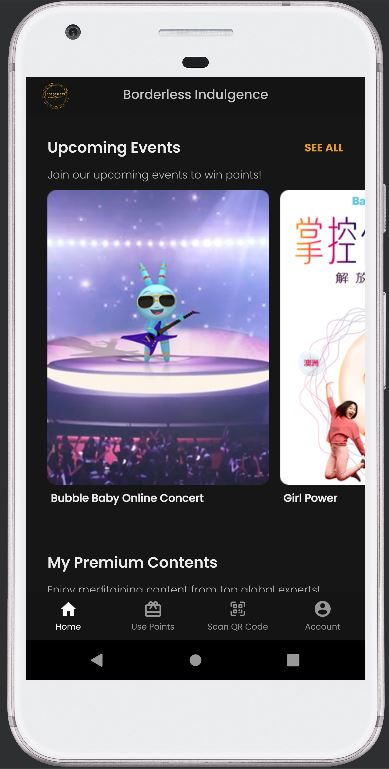 Borderless Indulgence
Upcoming Events
SEE ALL
Join our upcoming events to win points!
Ba
掌控
解 放
澳洲
Bubble Baby Online Concert
Girl Power
My Premium Contents
Enjoy meditaining content from top global experts!
Home
Use Points
Scan QR Code
Account